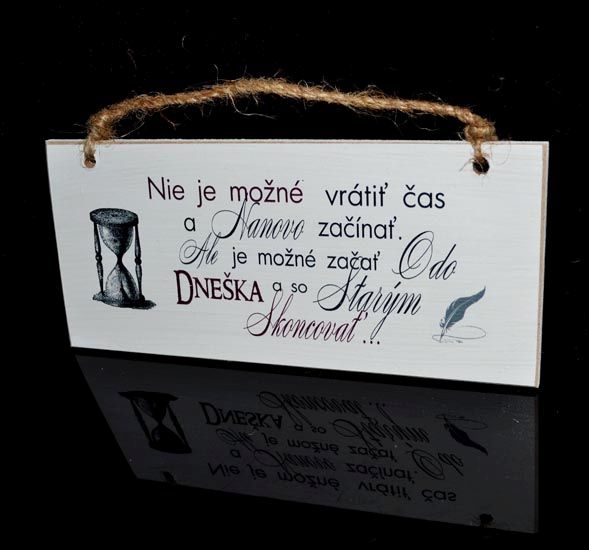 Nie je možné vrátiť čas
a Nanovo začínať.
Ale je možné začať Odo
DNEŠKA a so Starým
Skoncovať...